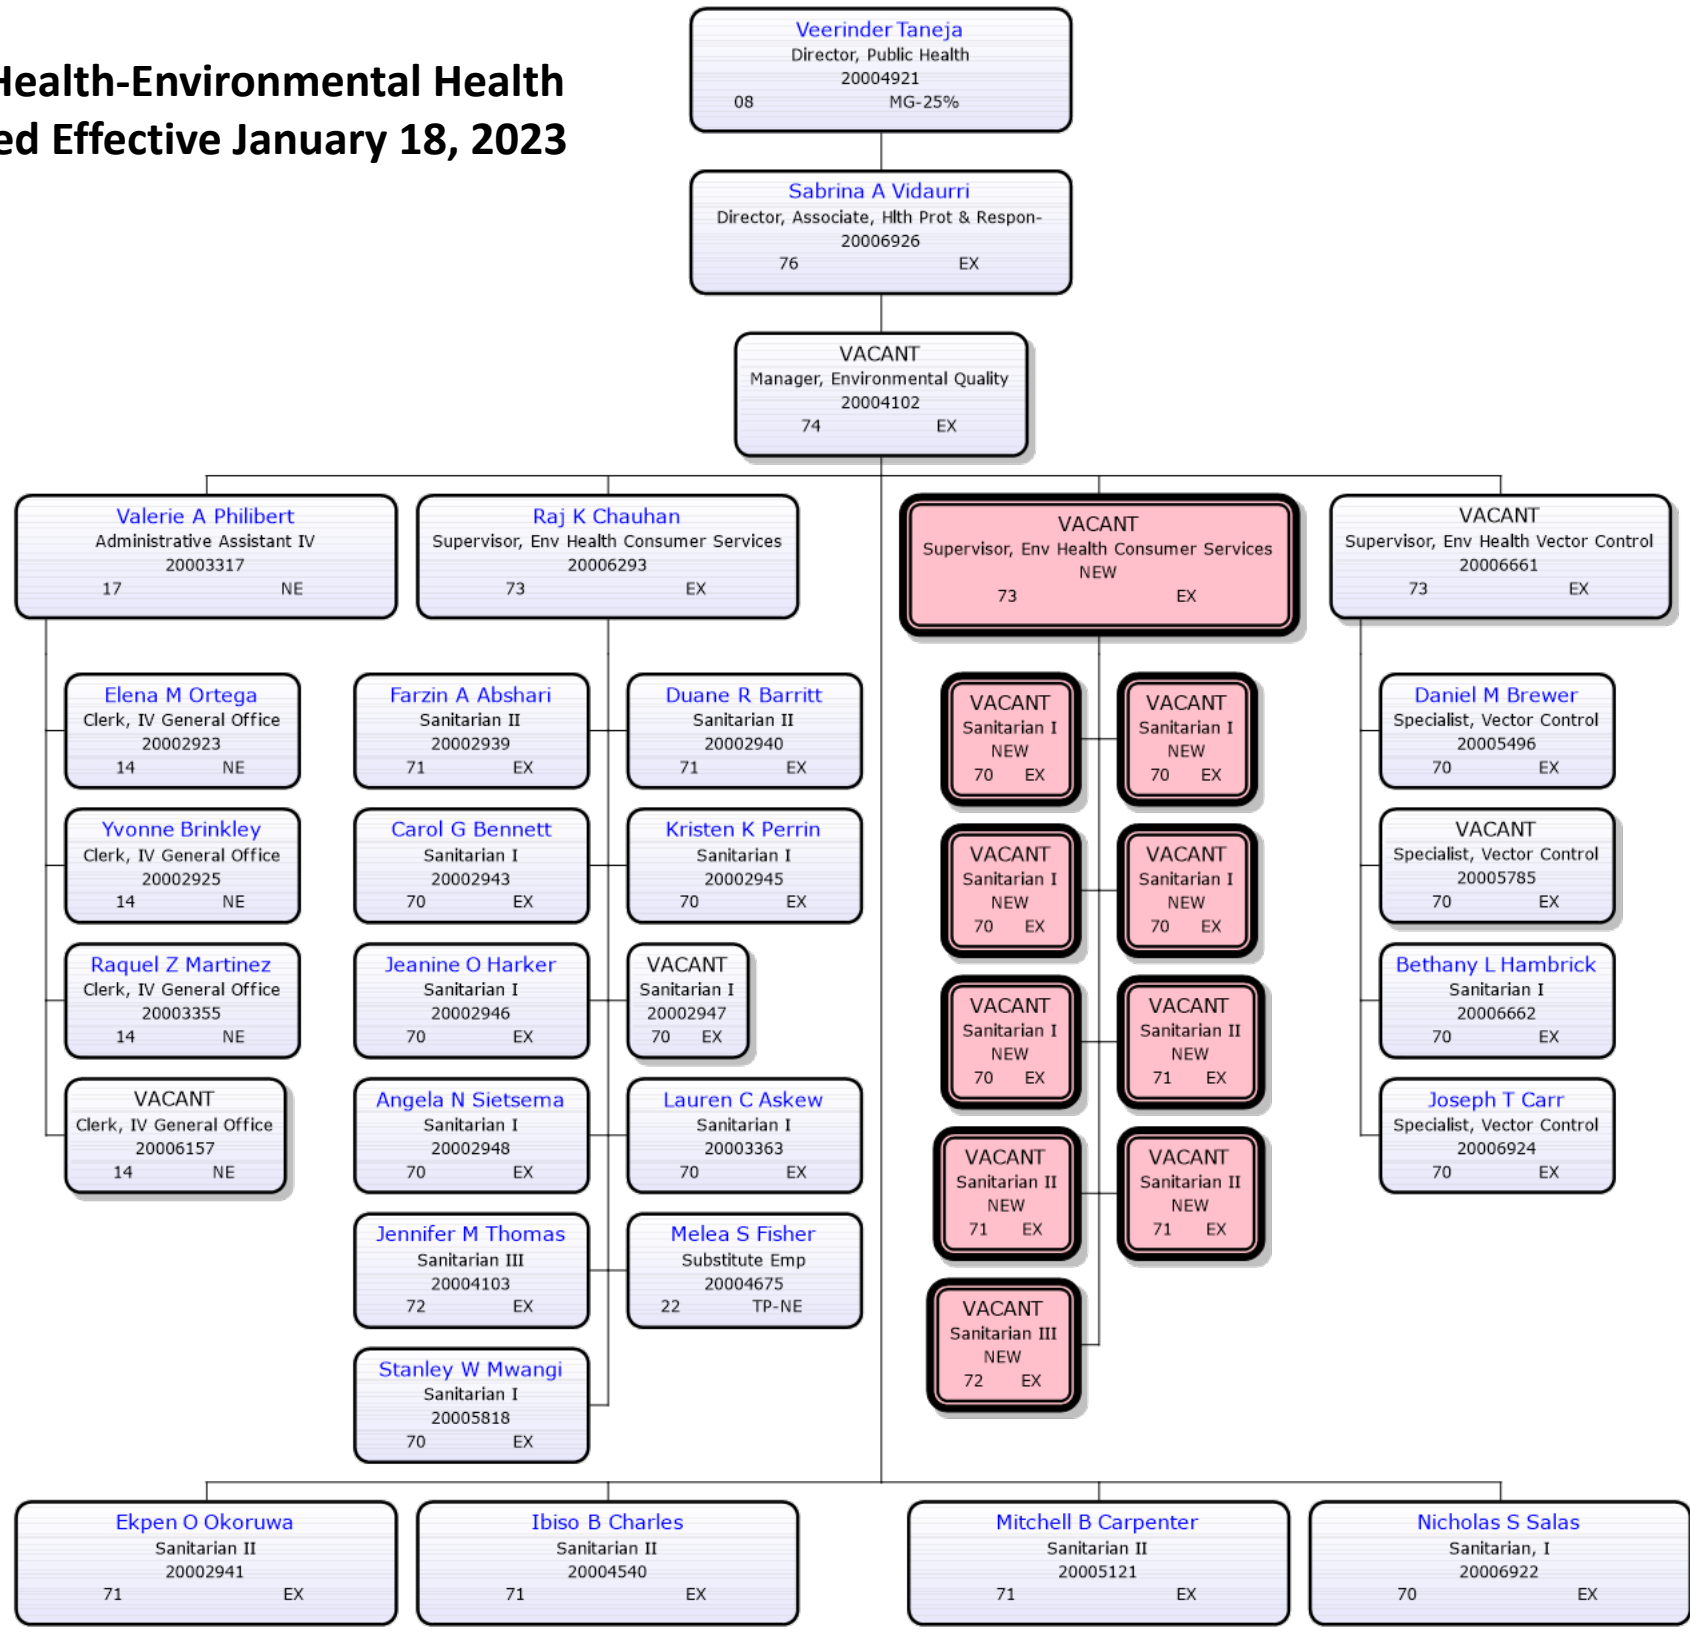 Health-Environmental Health
Effective January 18, 2023
Veerinder Taneja
Director, Public Health
20004921
08 MG-25%
Sabrina A Vidaurri
Director, Associate, Hlth Prot & Respon-
20006926
76 EX
VACANT
Manager, Environmental Quality
20004102
74 EX
Valerie A Philibert
Administrative Assistant IV
20003317
17 NE
Raj K Chauhan
Supervisor, Env Health Consumer Services
20006293
73 EX
VACANT
Supervisor, Env Health Consumer Services
NEW
73 EX
VACANT
Supervisor, Env Health Vector Control
20006661
73 EX
Elena M Ortega
Clerk, IV General Office
20002923
14 NE
Yvonne Brinkley
Clerk, IV General Office
20002925
14 NE
Raquel Z Martinez
Clerk, IV General Office
20003355
14 NE
VACANT
Clerk, IV General Office
20006157
14 NE
Farzin A Abshari
Sanitarian II
20002939
71 EX
Duane R Barritt
Sanitarian II
20002940
71 EX
Carol G Bennett
Sanitarian I
20002943
70 EX
Kristen K Perrin
Sanitarian I
20002945
70 EX
Jeanine O Harker
Sanitarian I
20002946
70 EX
VACANT
Sanitarian I
20002947
70 EX
Angela N Sietsema
Sanitarian I
20002948
70 EX
Lauren C Askew
Sanitarian I
20003363
70 EX
Jennifer M Thomas
Sanitarian III
20004103
72 EX
Melea S Fisher
Substitute Emp
20004675
22 TP-NE
Stanley W Mwangi
Sanitarian I
20005818
70 EX
VACANT
Sanitarian I
NEW
70 EX
VACANT
Sanitarian I
NEW
70 EX
VACANT
Sanitarian I
NEW
70 EX
VACANT
Sanitarian I
NEW
70 EX
VACANT
Sanitarian I
NEW
70 EX
VACANT
Sanitarian II
NEW
71 EX
VACANT
Sanitarian II
NEW
71 EX
VACANT
Sanitarian II
NEW
71 EX
VACANT
Sanitarian III
NEW
72 EX
Daniel M Brewer
Specialist, Vector Control
20005496
70 EX
VACANT
Specialist, Vector Control
20005785
70 EX
Bethany L Hambrick
Sanitarian I
20006662
70 EX
Joseph T Carr
Specialist, Vector Control
20006924
70 EX
Ekpen O Okoruwa
Sanitarian II
20002941
71 EX
Ibiso B Charles
Sanitarian II
20004540
71 EX
Mitchell B Carpenter
Sanitarian II
20005121
71 EX
Nicholas S Salas
Sanitarian, I
20006922
70 EX